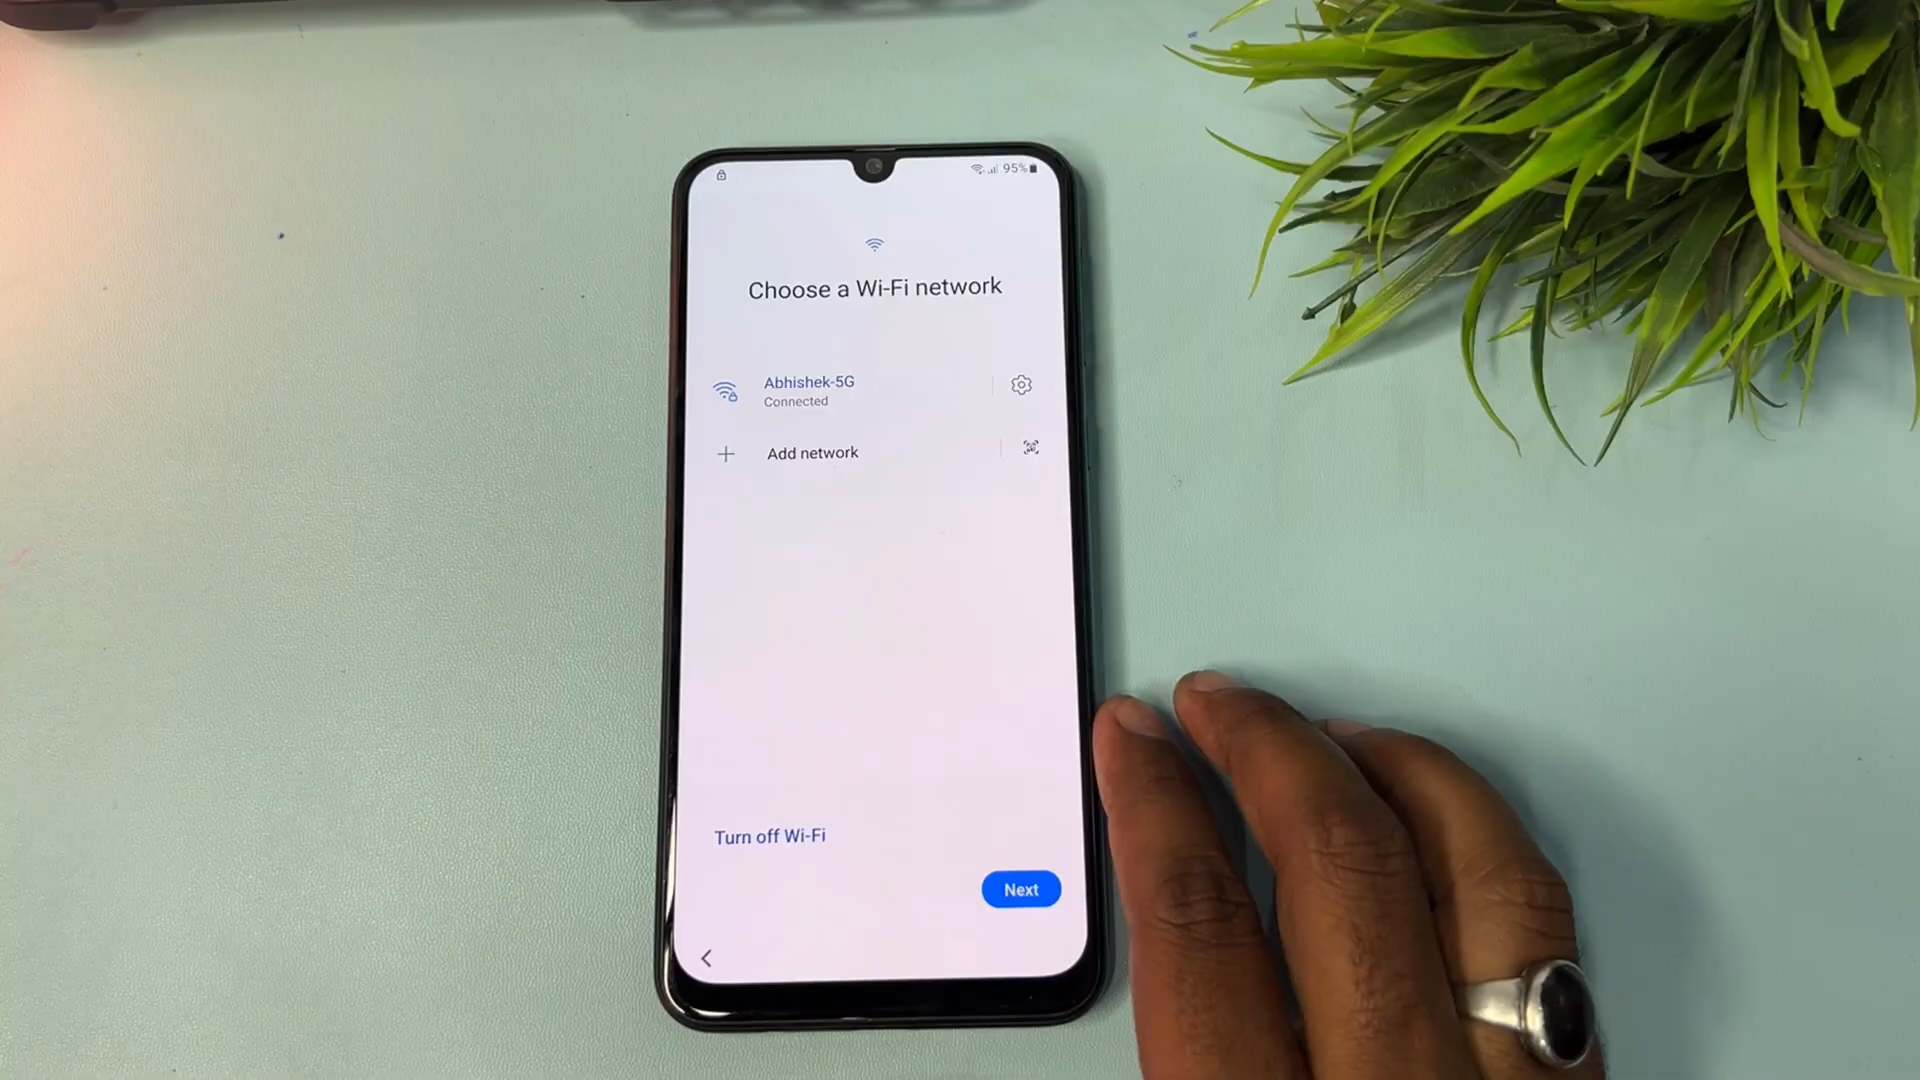 95%
Choose a Wi-Fi network
Abhishek-5G
Connected
Add network
Turn off Wi-Fi
Next